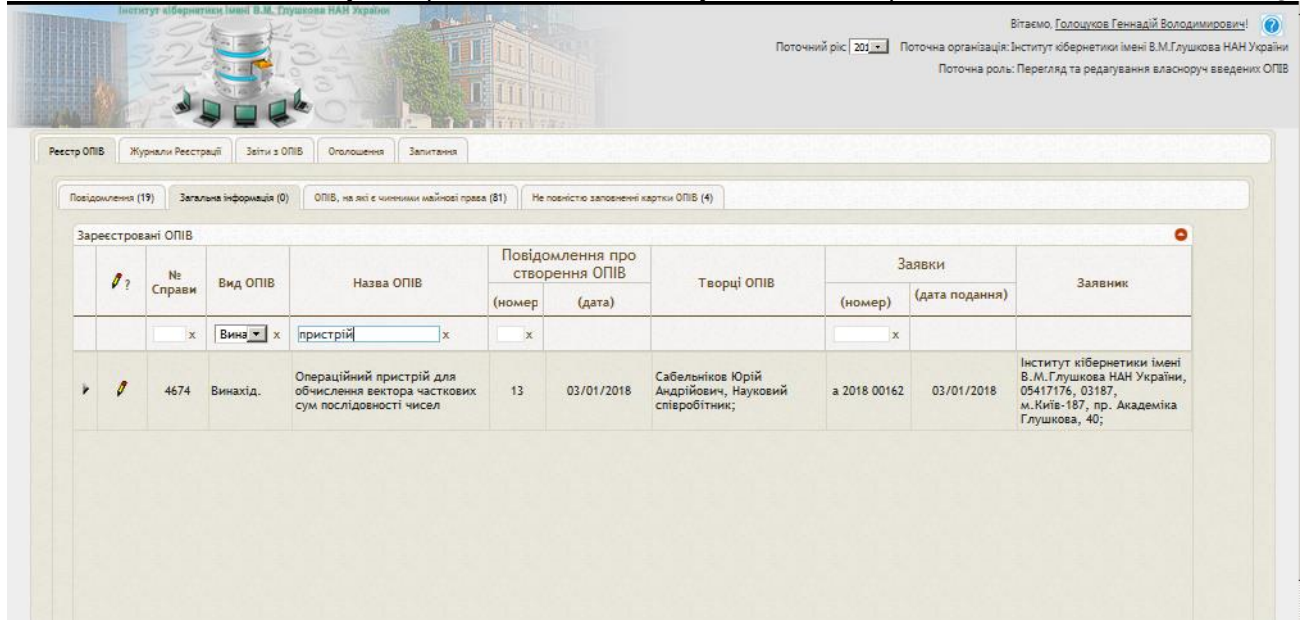 Інститут кібернетики імені В.М. Глушкова НАН України
Вітаємо, Голоцуков Геннадій Володимирович!
Поточний рік 201 Поточна організація: Інститут кібернетики імені В.М.Глушкова НАН України
Поточна роль: Перегляд та редагування власноруч введених ОПІВ
Реєстр ОПІВ Журнали Реєстрації Звіти з ОПІВ Оголошення Запитання
Повідомлення (19) Загальна інформація (0) ОПІВ, на які є чинними майнові права (81) Не повністю заповненні картки ОПІВ (4)
Зареєстровані ОПІВ
? № Справи Вид ОПІВ Назва ОПІВ Повідомлення про створення ОПІВ Творці ОПІВ Заявки Заявник
(номер (дата) (номер) (дата подання)
x Вина x пристрій x x x
4674 Винахід. Операційний пристрій для обчислення вектора часткових сум послідовності чисел 13 03/01/2018 Сабельніков Юрій Андрійович, Науковий співробітник; a 2018 00162 03/01/2018 Інститут кібернетики імені В.М.Глушкова НАН України, 05417176, 03187, м.Київ-187, пр. Академіка Глушкова, 40;